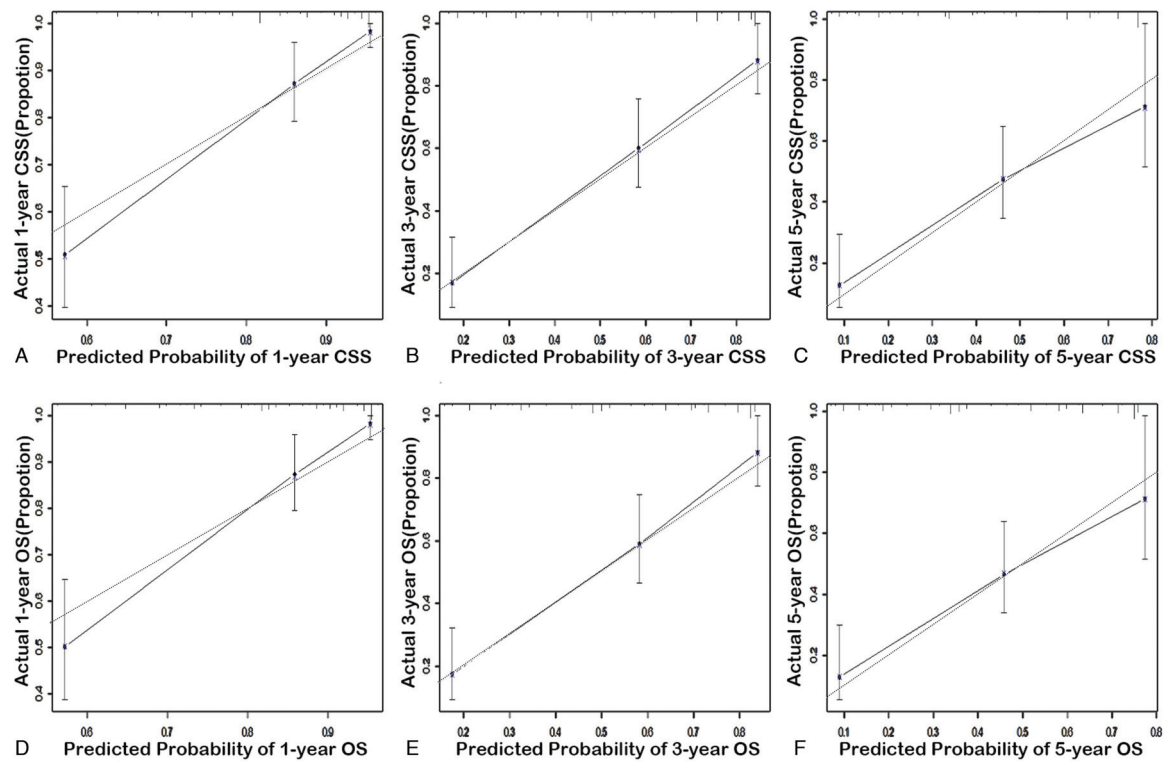 Actual 1-year CSS(Propotion)
0.4 0.5 0.6 0.7 0.8 0.9 1.0
0.6 0.7 0.8 0.9
A Predicted Probability of 1-year CSS
Actual 3-year CSS(Propotion)
0.2 0.4 0.6 0.8 1.0
0.2 0.3 0.4 0.5 0.6 0.7 0.8
B Predicted Probability of 3-year CSS
Actual 5-year CSS(Propotion)
0.2 0.4 0.6 0.8 1.0
0.1 0.2 0.3 0.4 0.5 0.6 0.7 0.8
C Predicted Probability of 5-year CSS
Actual 1-year OS(Propotion)
0.4 0.5 0.6 0.7 0.8 0.9 1.0
0.6 0.7 0.8 0.9
D Predicted Probability of 1-year OS
Actual 3-year OS(Propotion)
0.2 0.4 0.6 0.8 1.0
0.2 0.3 0.4 0.5 0.6 0.7 0.8
E Predicted Probability of 3-year OS
Actual 5-year OS(Propotion)
0.2 0.4 0.6 0.8 1.0
0.1 0.2 0.3 0.4 0.5 0.6 0.7 0.8
F Predicted Probability of 5-year OS